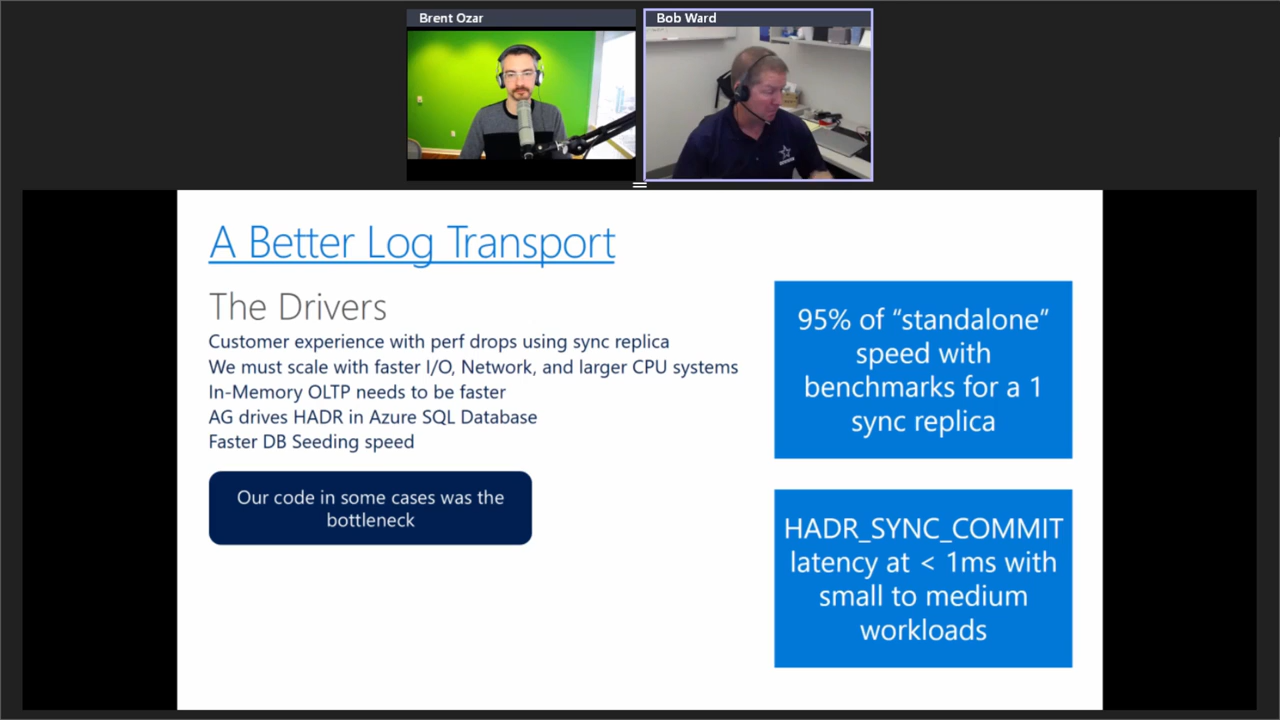 Brent Ozar
Bob Ward
A Better Log Transport
The Drivers
Customer experience with perf drops using sync replica
We must scale with faster I/O, Network, and larger CPU systems
In-Memory OLTP needs to be faster
AG drives HADR in Azure SQL Database
Faster DB Seeding speed
Our code in some cases was the
bottleneck
95% of “standalone”
speed with
benchmarks for a 1
sync replica
HADR_SYNC_COMMIT
latency at < 1ms with
small to medium
workloads